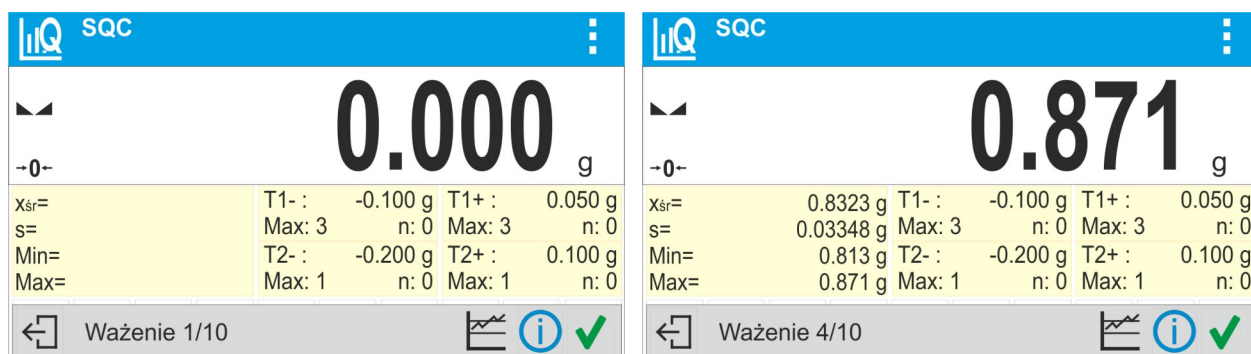 SQC
0.000 g
→0←
xśr=
s=
Min=
Max=
T1- : -0.100 g T1+ : 0.050 g
Max: 3 n: 0 Max: 3 n: 0
T2- : -0.200 g T2+ : 0.100 g
Max: 1 n: 0 Max: 1 n: 0
Ważenie 1/10
SQC
0.871 g
→0←
xśr= 0.8323 g T1- : -0.100 g T1+ : 0.050 g
s= 0.03348 g Max: 3 n: 0 Max: 3 n: 0
Min= 0.813 g T2- : -0.200 g T2+ : 0.100 g
Max= 0.871 g Max: 1 n: 0 Max: 1 n: 0
Ważenie 4/10